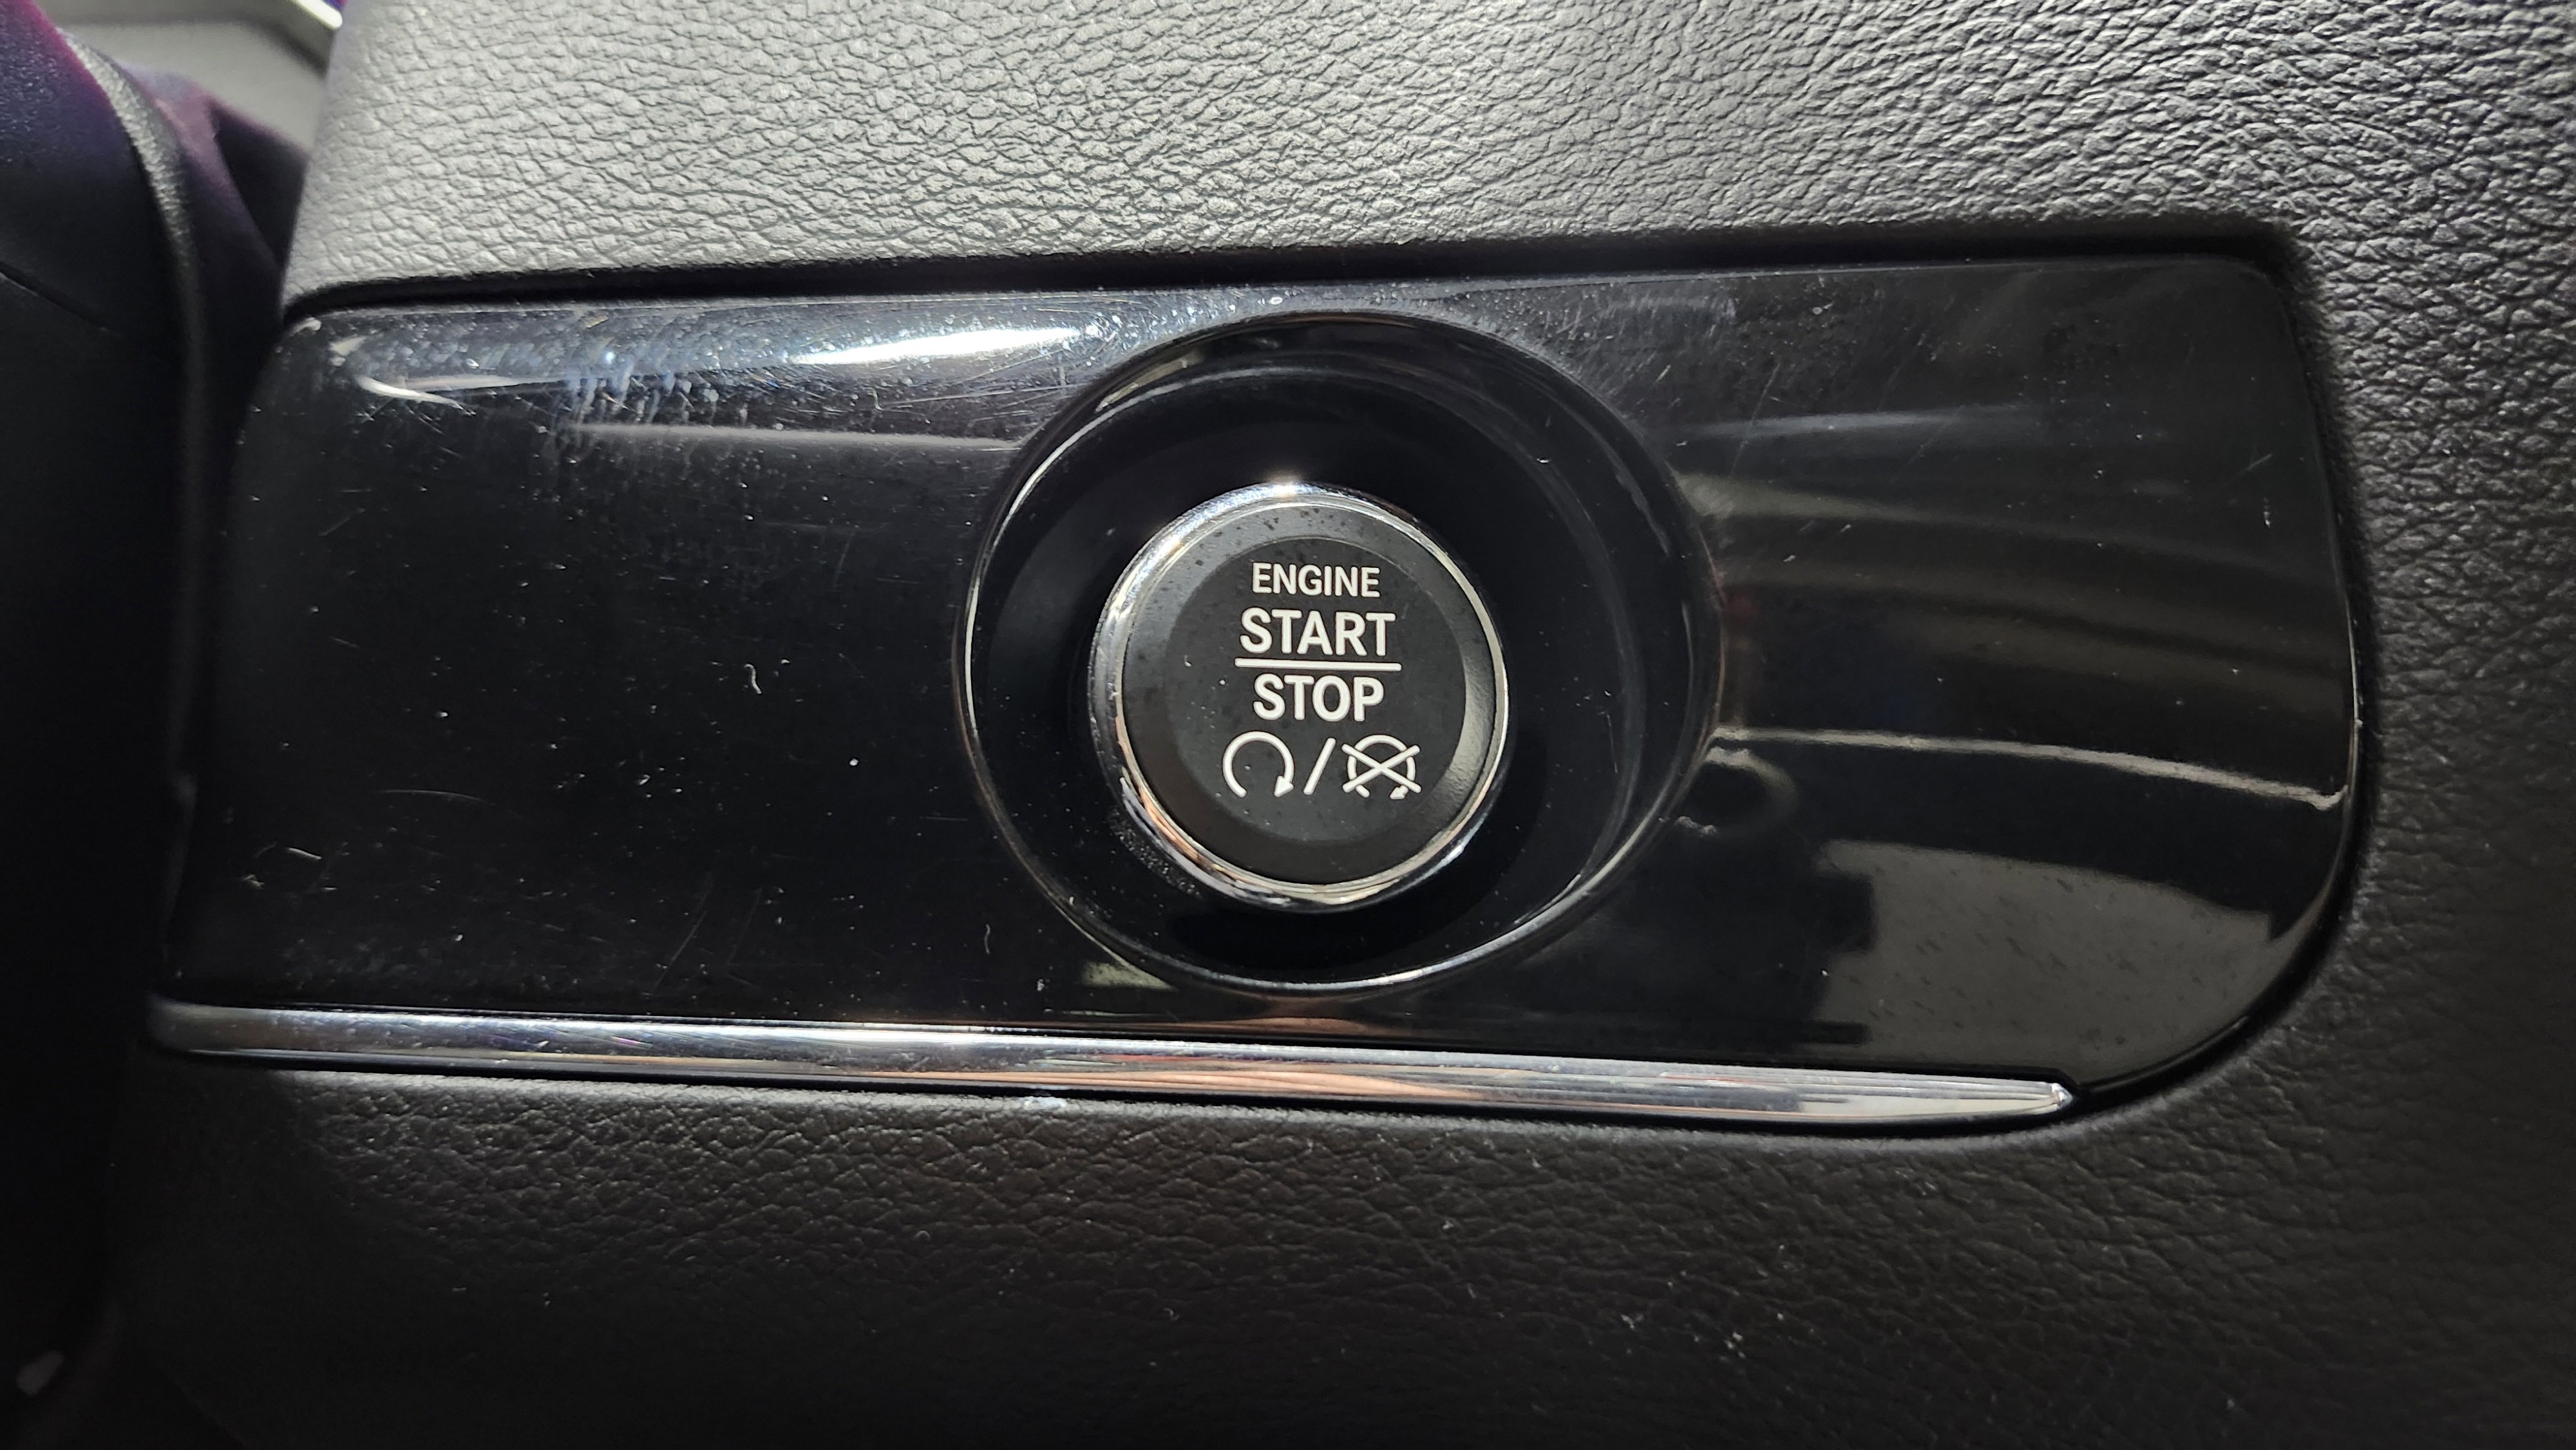 ENGINE
START
STOP
/